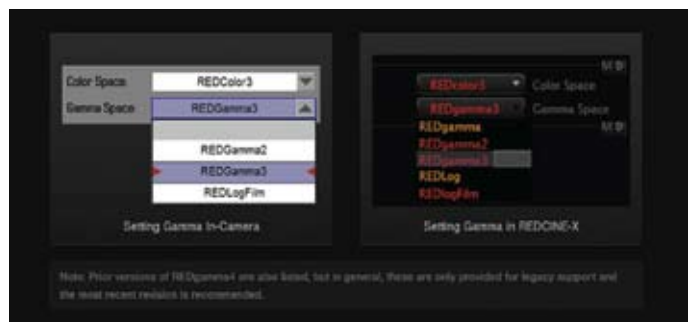 Color Space
REDColor3
Gamma Space
REDGamma3
REDGamma2
REDGamma3
REDLogFilm
Setting Gamma In-Camera
REDcolor3
Color Space
REDgamma3
Gamma Space
REDgamma
REDgamma2
REDgamma3
REDLog
REDlogFilm
Setting Gamma in REDCINE-X
Note: Prior versions of REDgamma4 are also listed, but in general, these are only provided for legacy support and
the most recent revision is recommended.